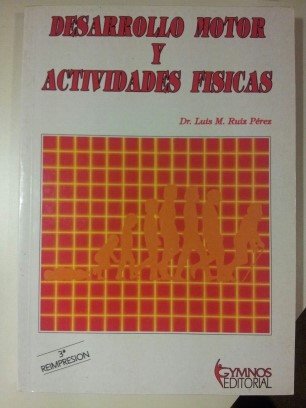 DESARROLLO MOTOR
Y
ACTIVIDADES FISICAS
Dr. Luis M. Ruiz Pérez
3ª
REIMPRESION
GYMNOS
EDITORIAL